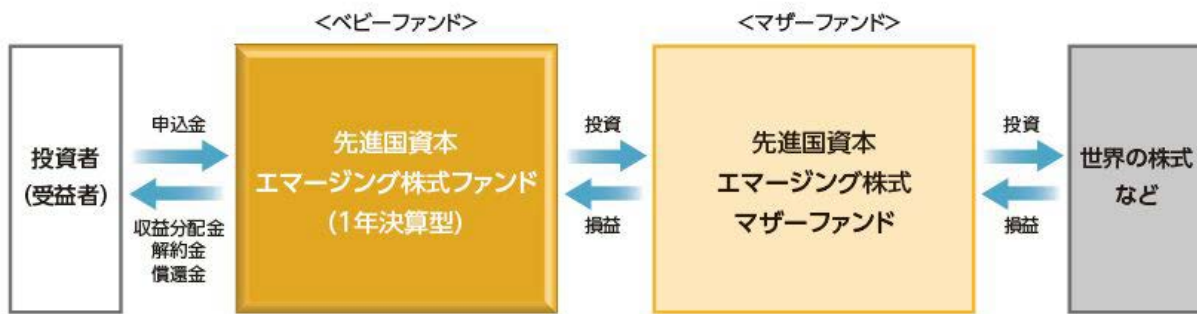 <ベビーファンド>
<マザーファンド>
投資者
(受益者)
申込金
収益分配金
解約金
償還金
先進国資本
エマージング株式ファンド
(1年決算型)
投資
損益
先進国資本
エマージング株式
マザーファンド
投資
損益
世界の株式
など